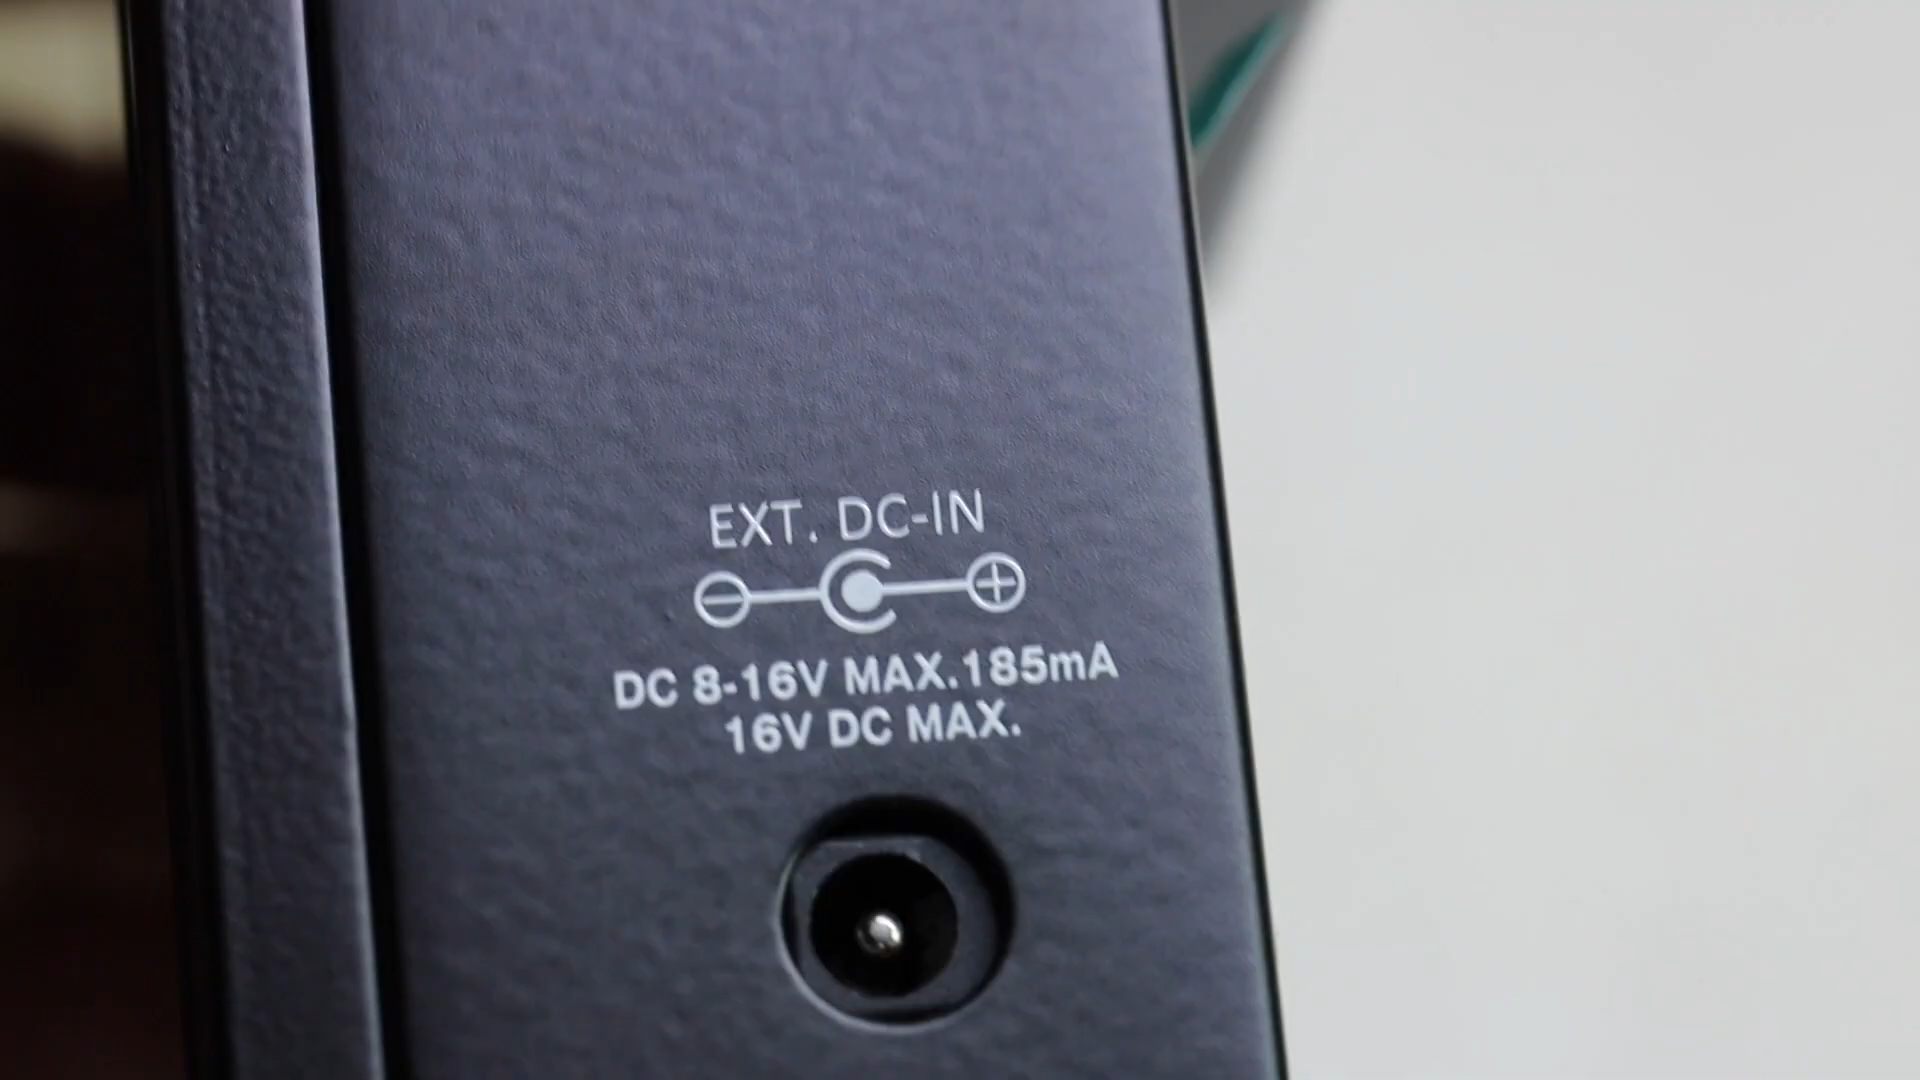 EXT. DC-IN
DC 8-16V MAX.185mA
16V DC MAX.